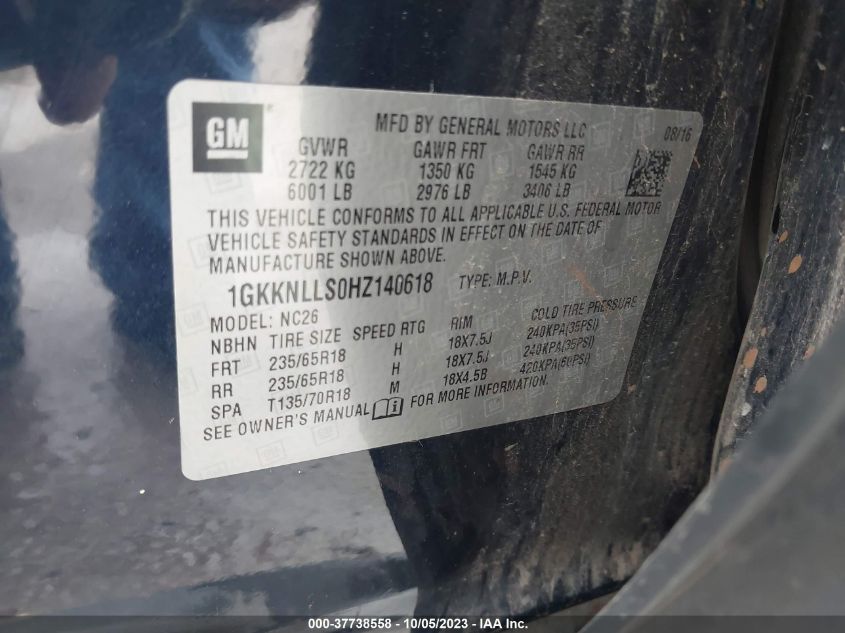 GM
MFD BY GENERAL MOTORS LLC 08/16
GVWR GAWR FRT GAWR RR
2722 KG 1350 KG 1545 KG
6001 LB 2976 LB 3406 LB
THIS VEHICLE CONFORMS TO ALL APPLICABLE U.S. FEDERAL MOTOR
VEHICLE SAFETY STANDARDS IN EFFECT ON THE DATE OF
MANUFACTURE SHOWN ABOVE.
1GKKNLLS0HZ140618 TYPE: M.P.V.
MODEL: NC26
NBHN TIRE SIZE SPEED RTG RIM COLD TIRE PRESSURE
FRT 235/65R18 H 18X7.5J 240KPA(35PSI)
RR 235/65R18 H 18X7.5J 240KPA(35PSI)
SPA T135/70R18 M 18X4.5B 420KPA(60PSI)
SEE OWNER'S MANUAL FOR MORE INFORMATION.
000-37738558 - 10/05/2023 - IAA Inc.